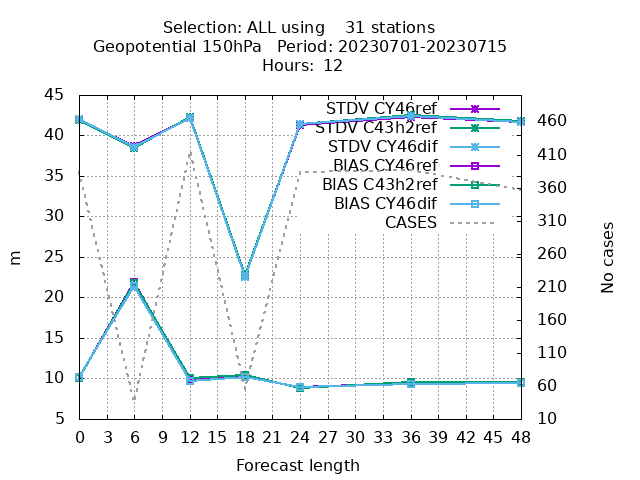 Selection: ALL using    31 stations
Geopotential 150hPa   Period: 20230701-20230715
Hours: 12
45
40
35
30
25
20
15
10
5
m
STDV CY46ref
STDV C43h2ref
STDV CY46dif
BIAS CY46ref
BIAS C43h2ref
BIAS CY46dif
CASES
460
410
360
310
260
210
160
110
60
10
No cases
0 3 6 9 12 15 18 21 24 27 30 33 36 39 42 45 48
Forecast length